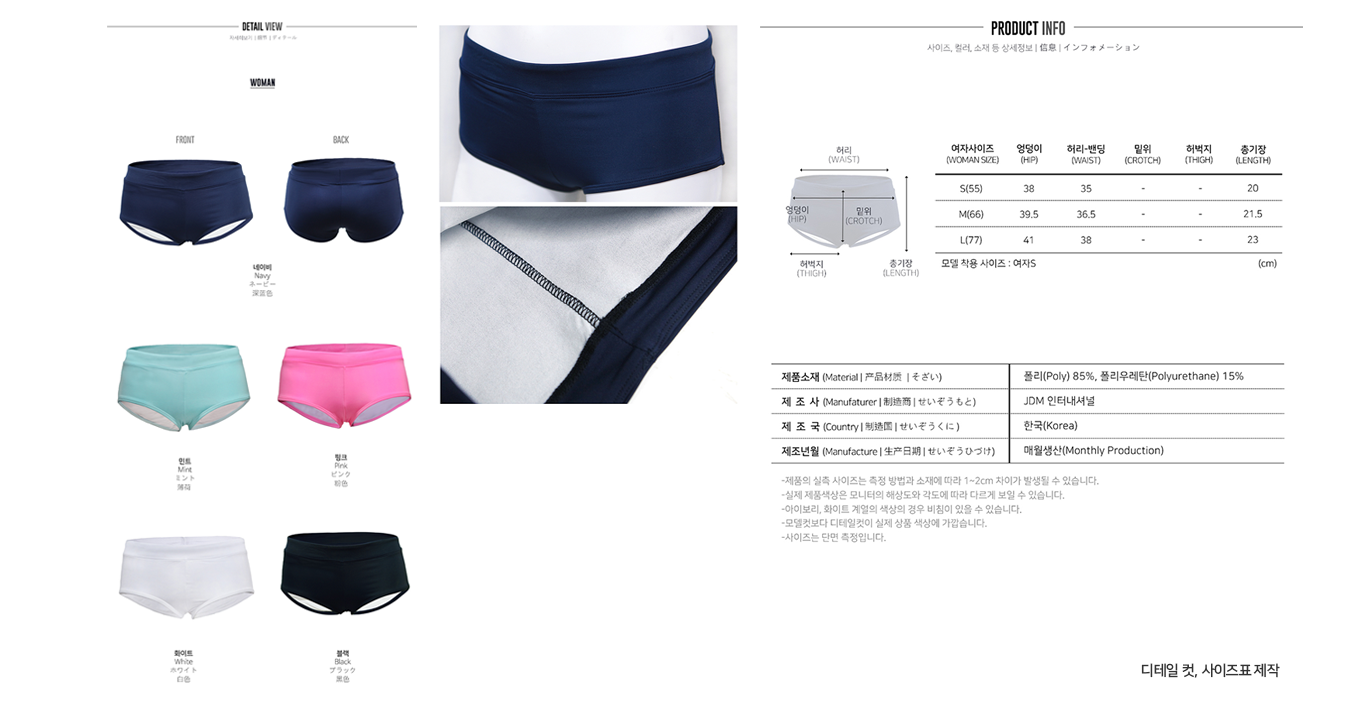 DETAIL VIEW
자세히보기 | 細節 | ディテール
WOMAN
FRONT
BACK
네이비
Navy
ネービー
深蓝色
민트
Mint
ミント
薄荷
핑크
Pink
ピンク
粉色
화이트
White
ホワイト
白色
블랙
Black
ブラック
黑色
PRODUCT INFO
사이즈, 컬러, 소재 등 상세정보 | 信息 | インフォメーション
허리
(WAIST)
엉덩이
(HIP)
밑위
(CROTCH)
허벅지
(THIGH)
총기장
(LENGTH)
여자사이즈 엉덩이 허리-밴딩 밑위 허벅지 총기장
(WOMAN SIZE) (HIP) (WAIST) (CROTCH) (THIGH) (LENGTH)
S(55) 38 35 - - 20
M(66) 39.5 36.5 - - 21.5
L(77) 41 38 - - 23
모델 착용 사이즈 : 여자S (cm)
제품소재 (Material | 产品材质 | そざい) 폴리(Poly) 85%, 폴리우레탄(Polyurethane) 15%
제 조 사 (Manufaturer | 制造商 | せいぞうもと) JDM 인터내셔널
제 조 국 (Country | 制造国 | せいぞうくに) 한국(Korea)
제조년월 (Manufacture | 生产日期 | せいぞうひづけ) 매월생산(Monthly Production)
-제품의 실측 사이즈는 측정 방법과 소재에 따라 1~2cm 차이가 발생될 수 있습니다.
-실제 제품색상은 모니터의 해상도와 각도에 따라 다르게 보일 수 있습니다.
-아이보리, 화이트 계열의 색상의 경우 비침이 있을 수 있습니다.
-모델컷보다 디테일컷이 실제 상품 색상에 가깝습니다.
-사이즈는 단면 측정입니다.
디테일 컷, 사이즈표 제작